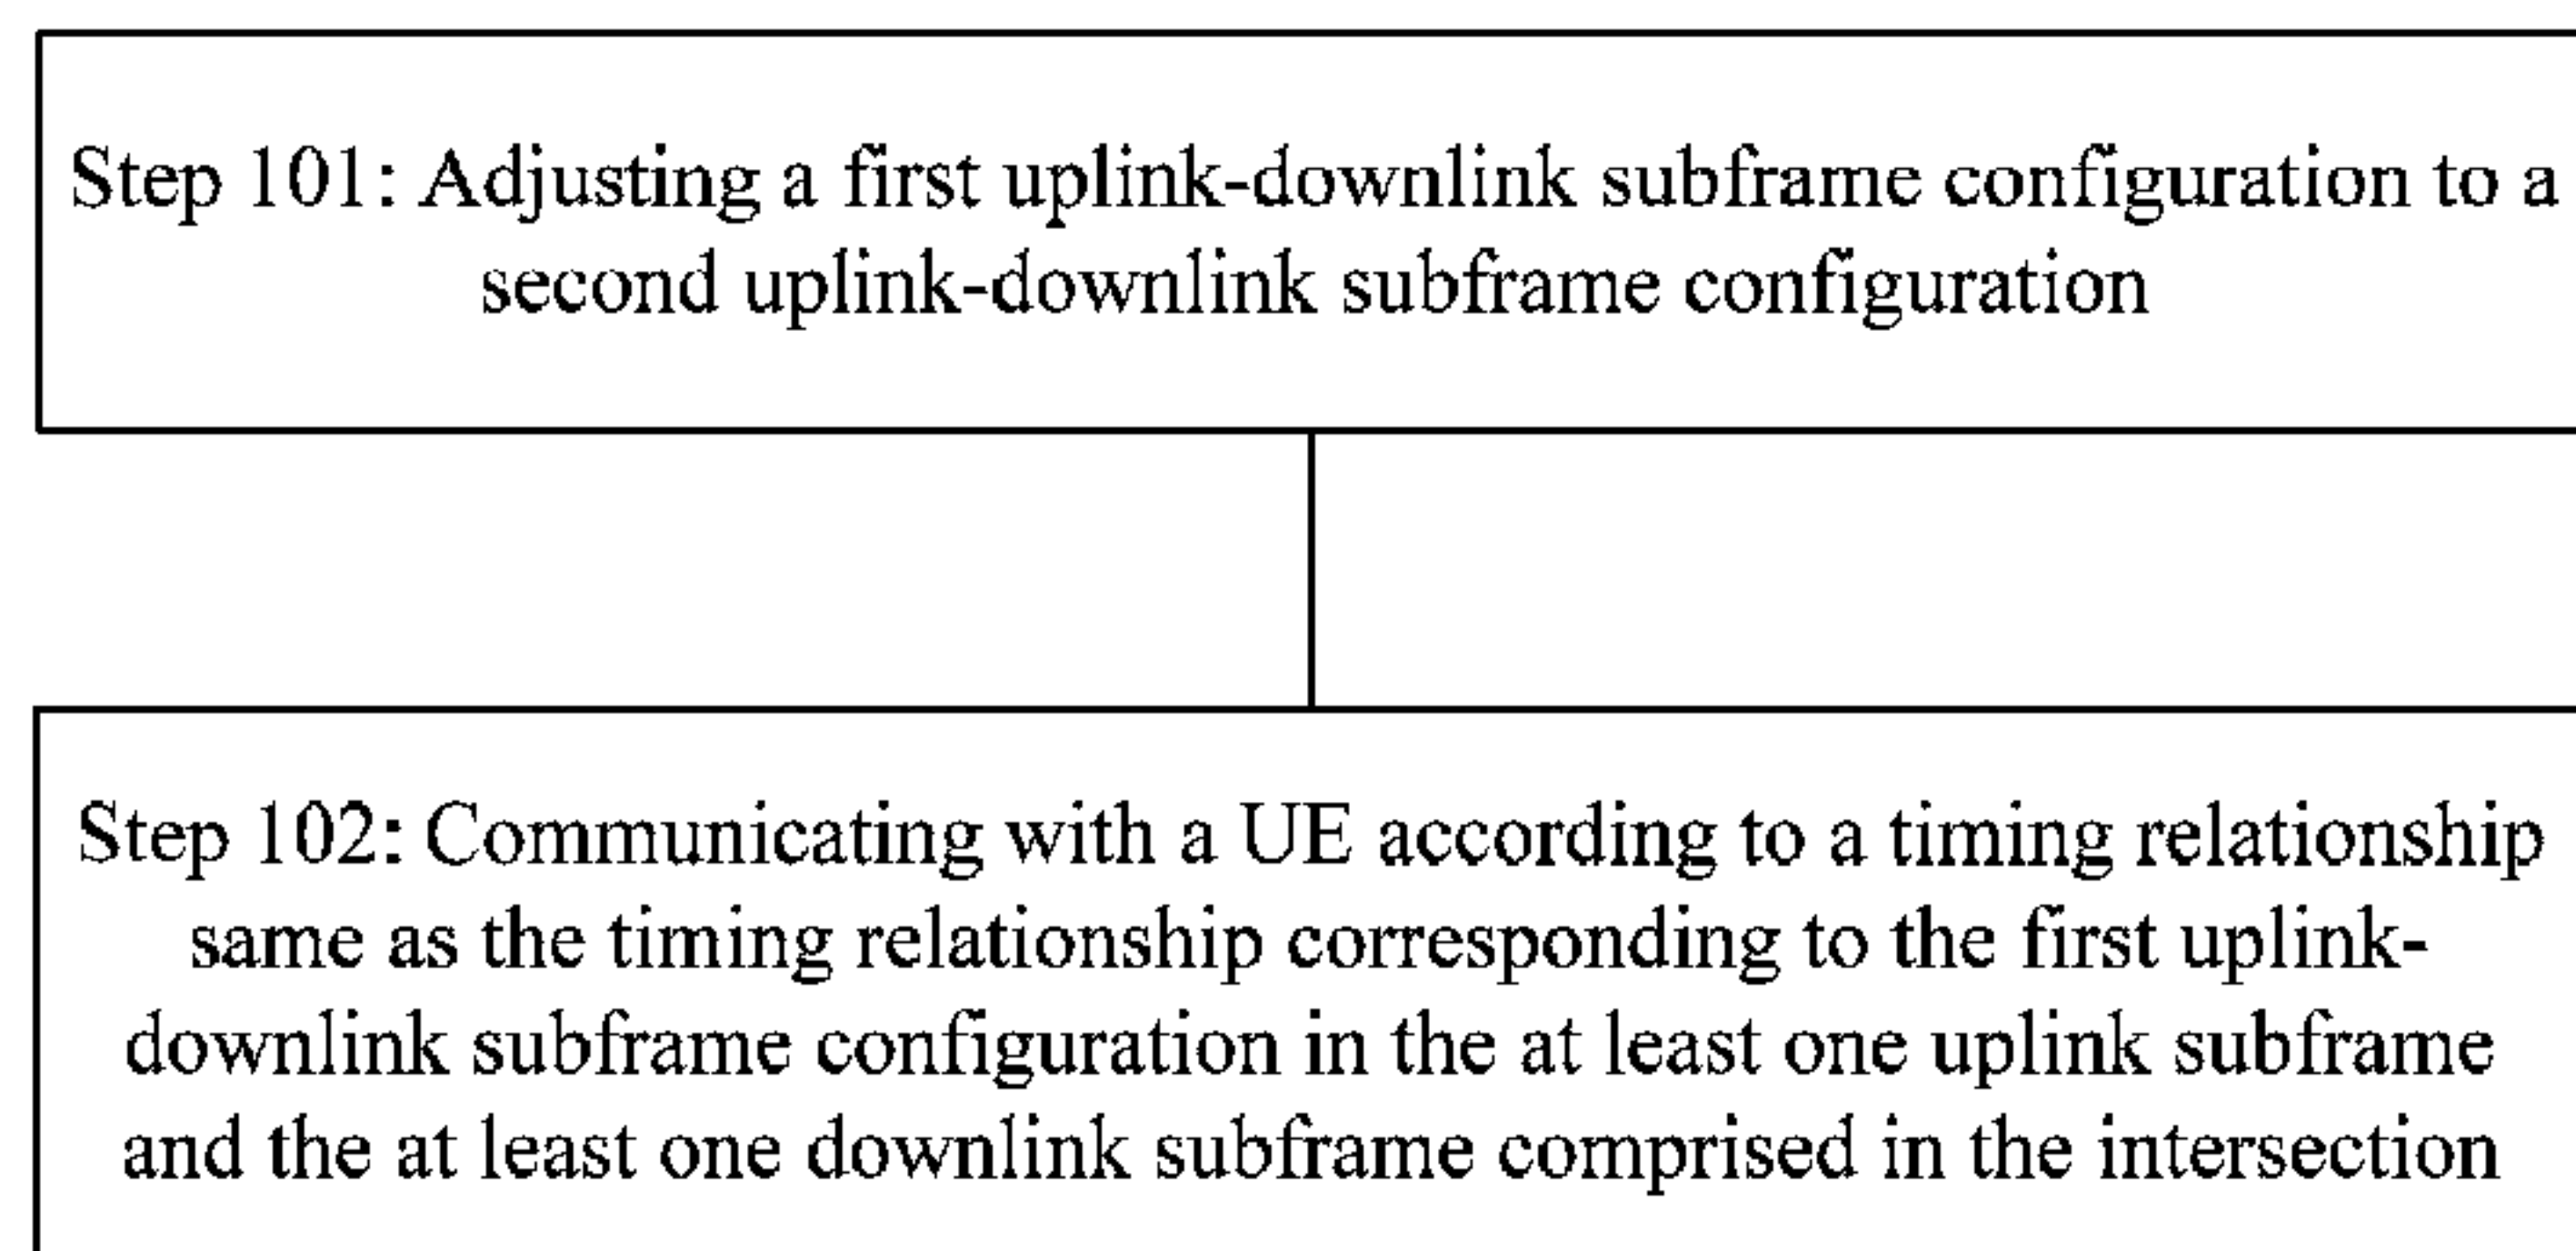 Step 101: Adjusting a first uplink-downlink subframe configuration to a
second uplink-downlink subframe configuration
Step 102: Communicating with a UE according to a timing relationship
same as the timing relationship corresponding to the first uplink-
downlink subframe configuration in the at least one uplink subframe
and the at least one downlink subframe comprised in the intersection